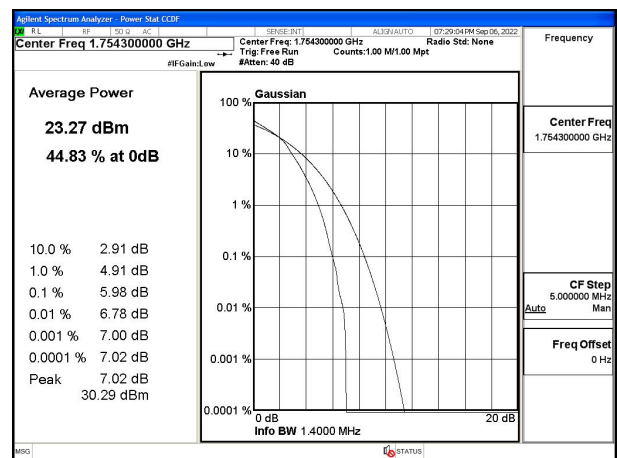 Agilent Spectrum Analyzer - Power Stat CCDF
LXI RL RF 50 Ω AC SENSE:INT ALIGN AUTO 07:29:04 PM Sep 06, 2022
Center Freq 1.754300000 GHz
Center Freq: 1.754300000 GHz Radio Std: None
Trig: Free Run Counts:1.00 M/1.00 Mpt
#IFGain:Low #Atten: 40 dB
Frequency
Average Power
23.27 dBm
44.83 % at 0dB
10.0 % 2.91 dB
1.0 % 4.91 dB
0.1 % 5.98 dB
0.01 % 6.78 dB
0.001 % 7.00 dB
0.0001 % 7.02 dB
Peak 7.02 dB
30.29 dBm
Gaussian
100 %
10 %
1 %
0.1 %
0.01 %
0.001 %
0.0001 %
0 dB 20 dB
Info BW 1.4000 MHz
Center Freq
1.754300000 GHz
CF Step
5.000000 MHz
Auto Man
Freq Offset
0 Hz
MSG STATUS